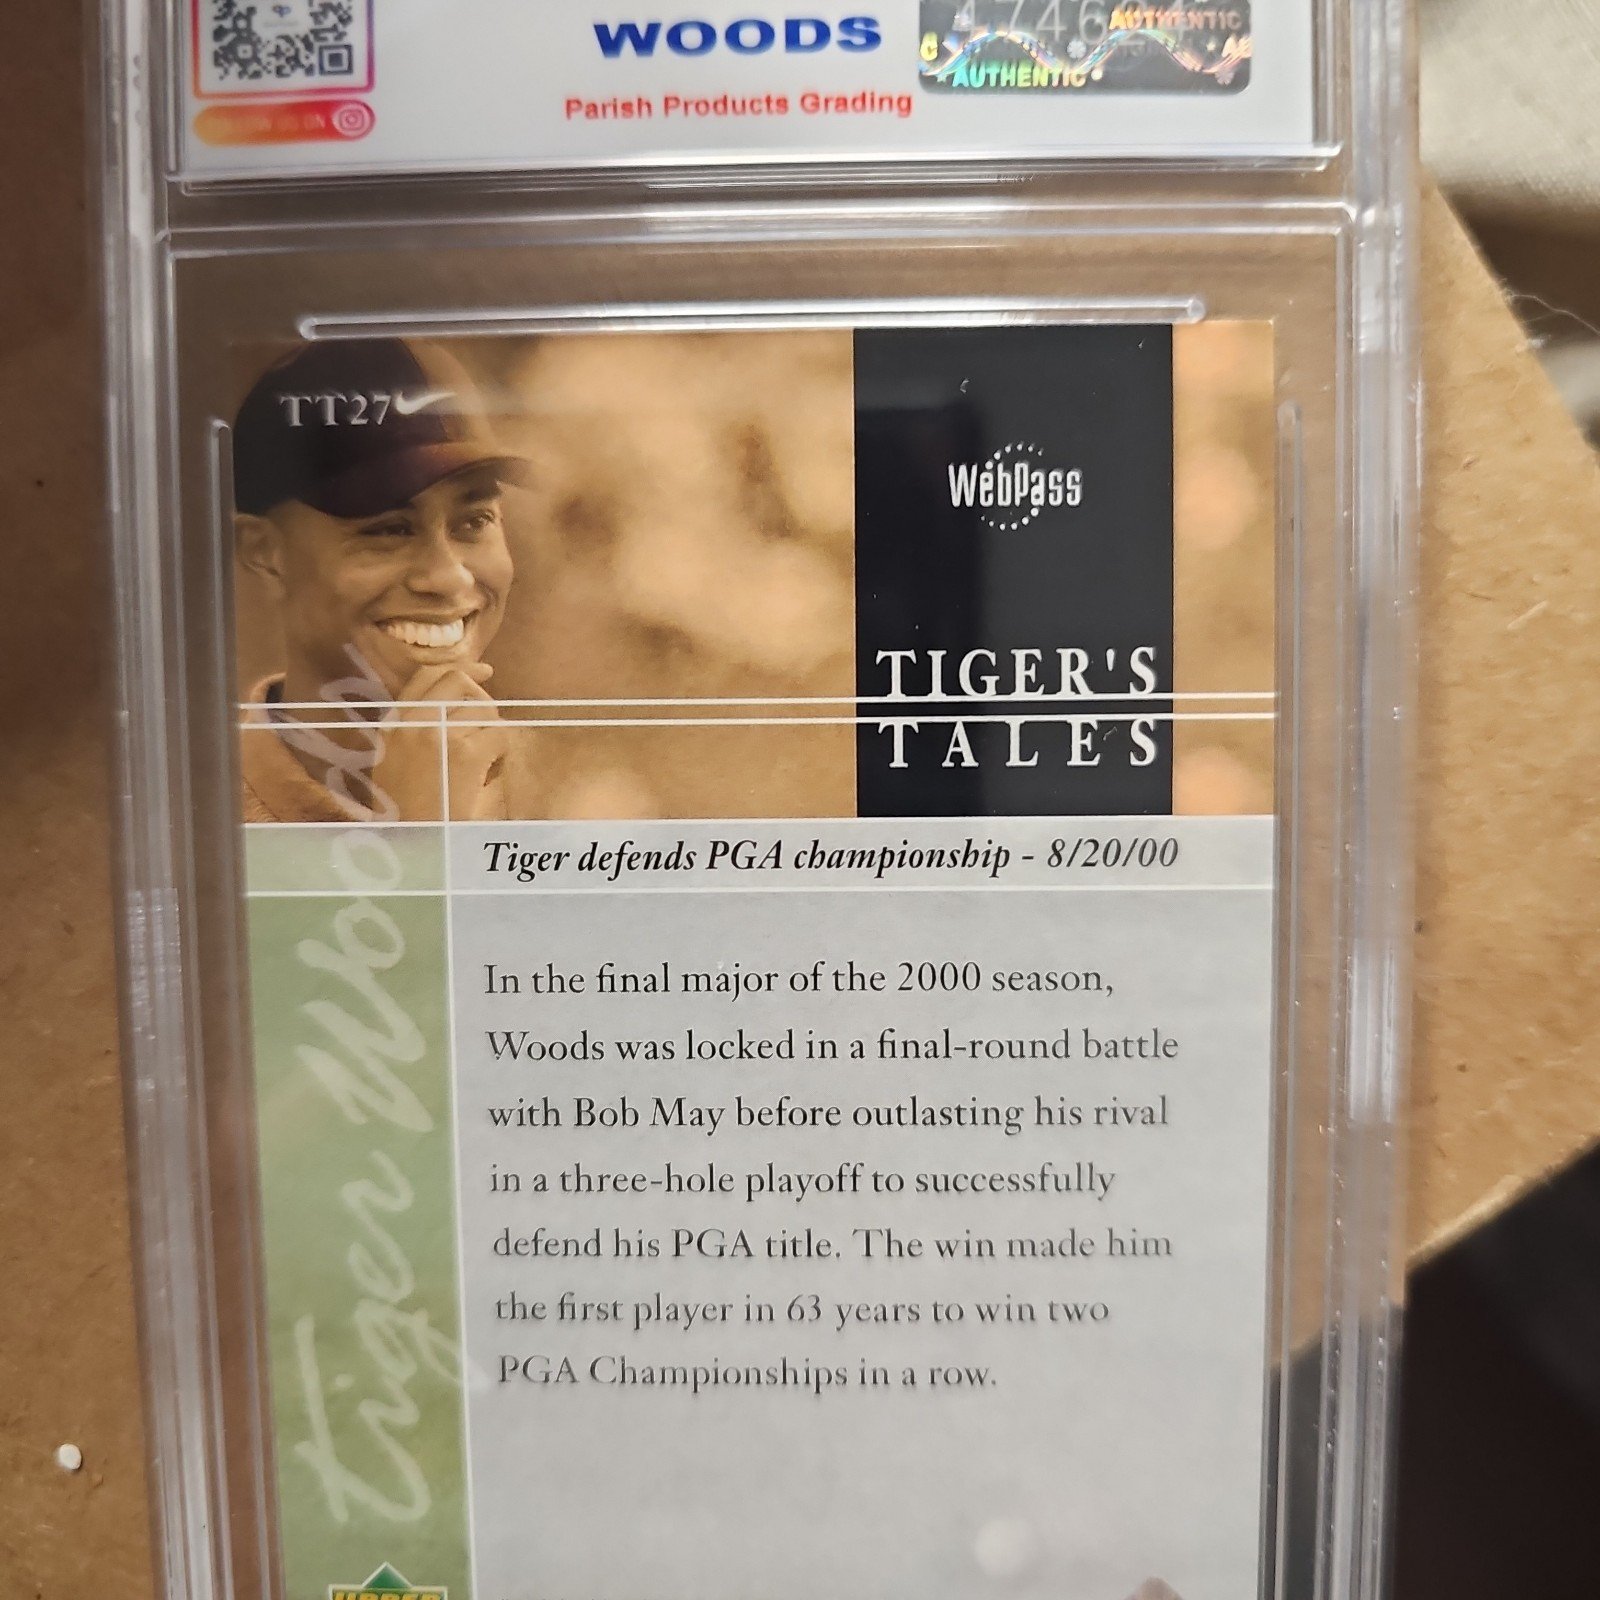 WOODS
Parish Products Grading
AUTHENTIC
AUTHENTIC
TT27
WebPass
TIGER'S
TALES
Tiger Woods
Tiger defends PGA championship - 8/20/00
In the final major of the 2000 season,
Woods was locked in a final-round battle
with Bob May before outlasting his rival
in a three-hole playoff to successfully
defend his PGA title. The win made him
the first player in 63 years to win two
PGA Championships in a row.
UPPER